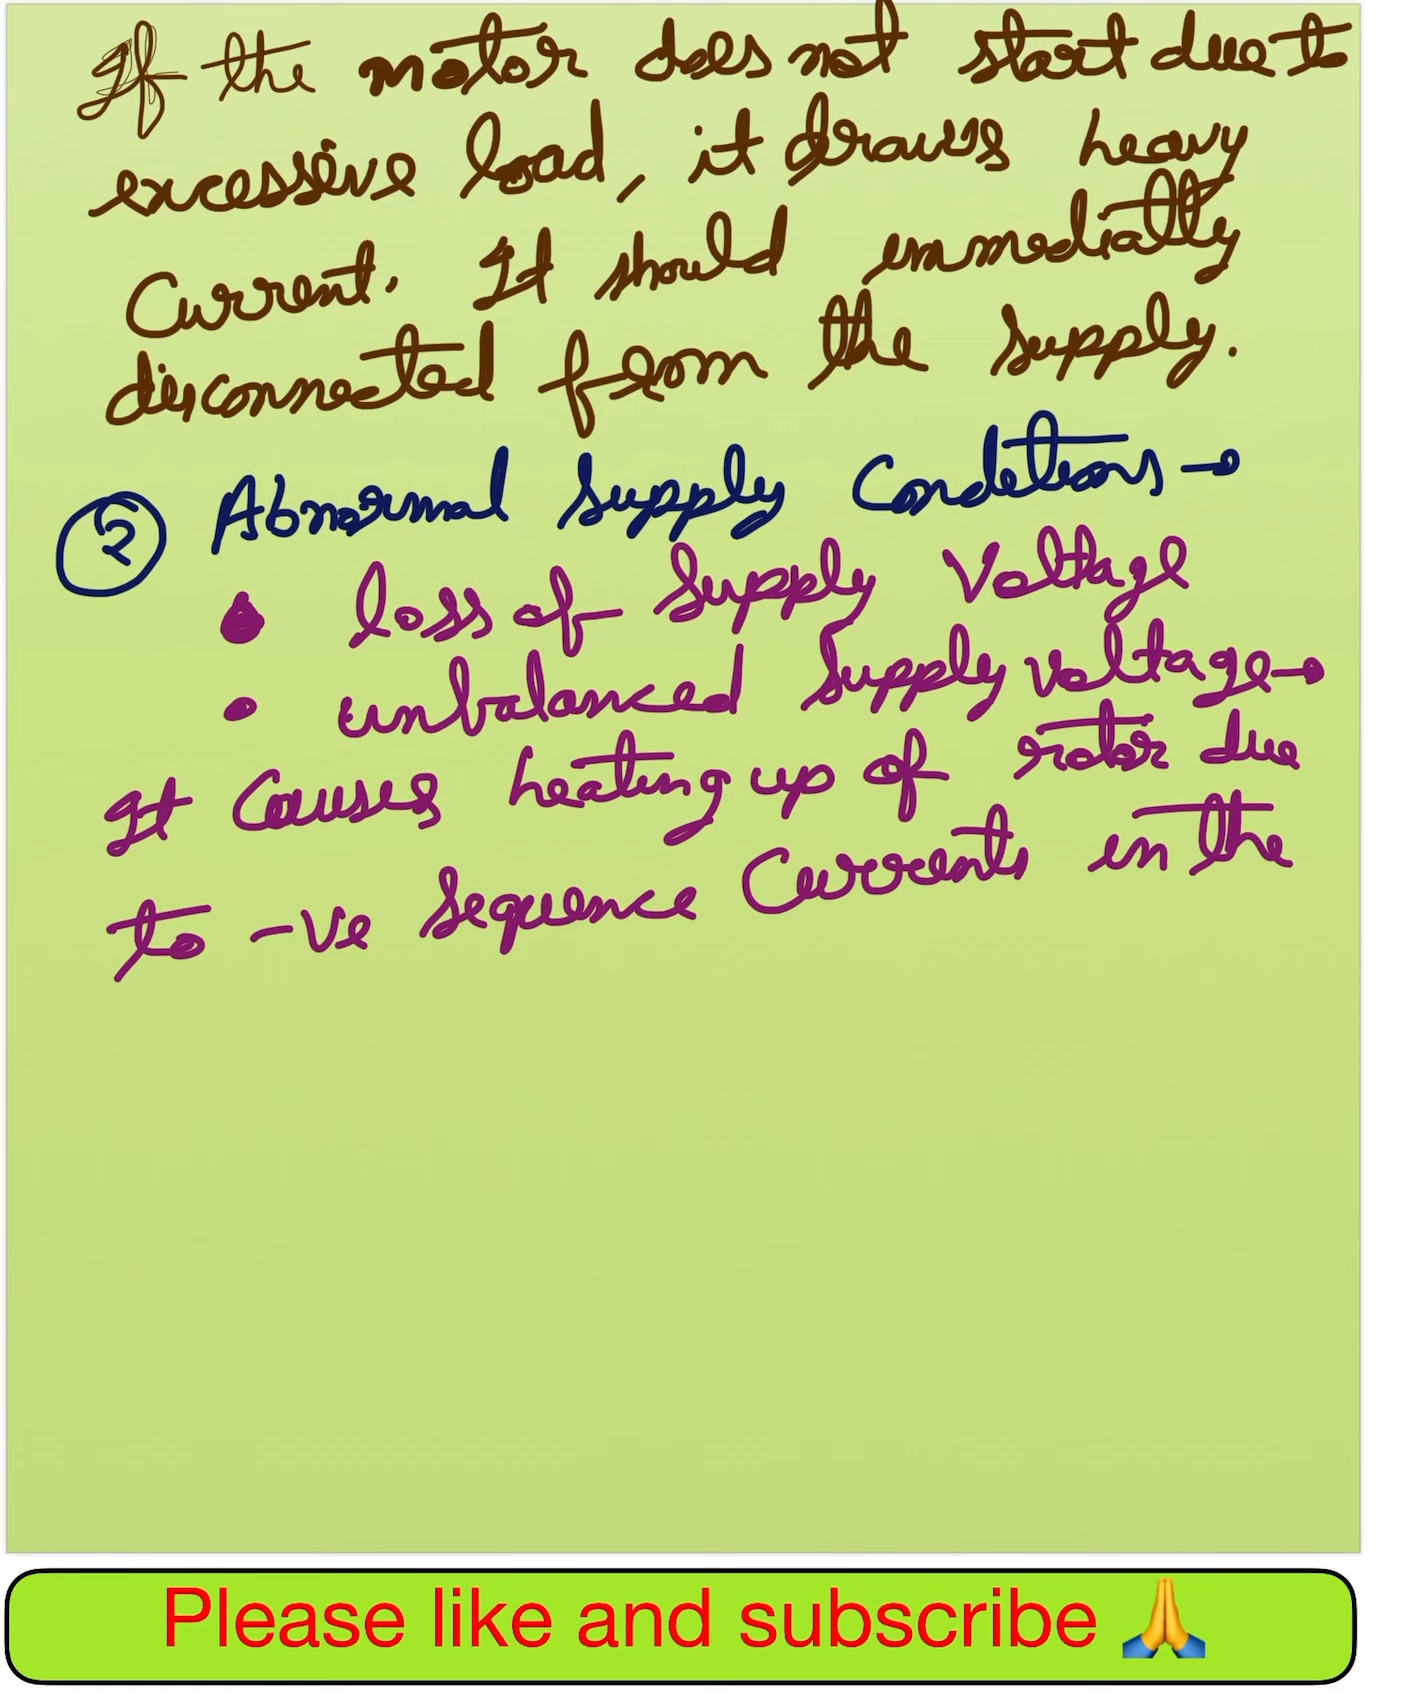 If the motor does not start due to
excessive load, it draws heavy
Current. It should immediatly
disconnected from the supply.
② Abnormal Supply Conditions →
• loss of Supply Voltage
• unbalanced Supply voltage →
It Causes heating up of rotor due
to -ve Sequence Currents in the
Please like and subscribe 🙏